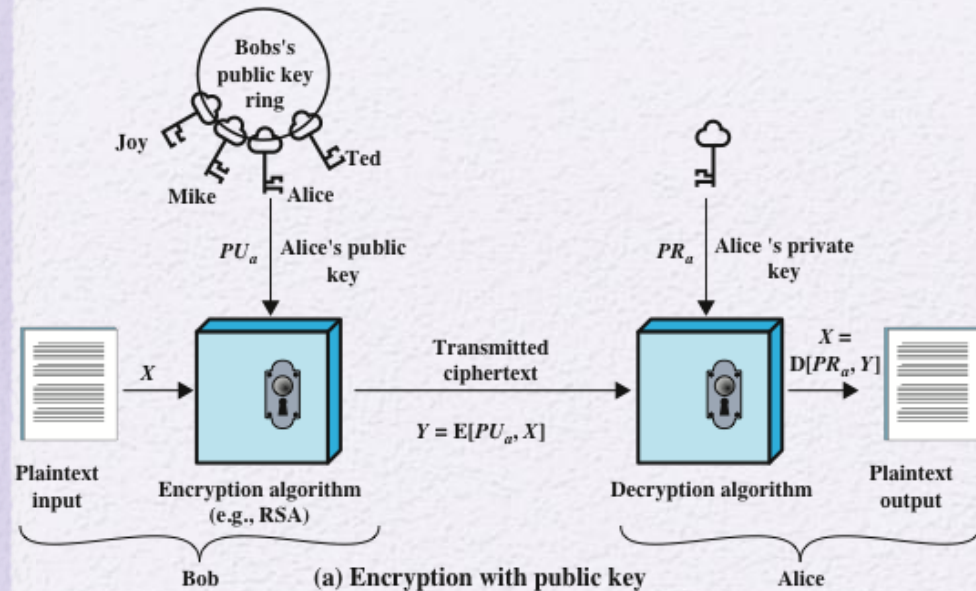 Bobs's
public key
ring
Joy
Ted
Mike
Alice
PUₐ
Alice's public
key
PRₐ
Alice 's private
key
X
Transmitted
ciphertext
Y = E[PUₐ, X]
X =
D[PRₐ, Y]
Plaintext
input
Encryption algorithm
(e.g., RSA)
Decryption algorithm
Plaintext
output
Bob
(a) Encryption with public key
Alice